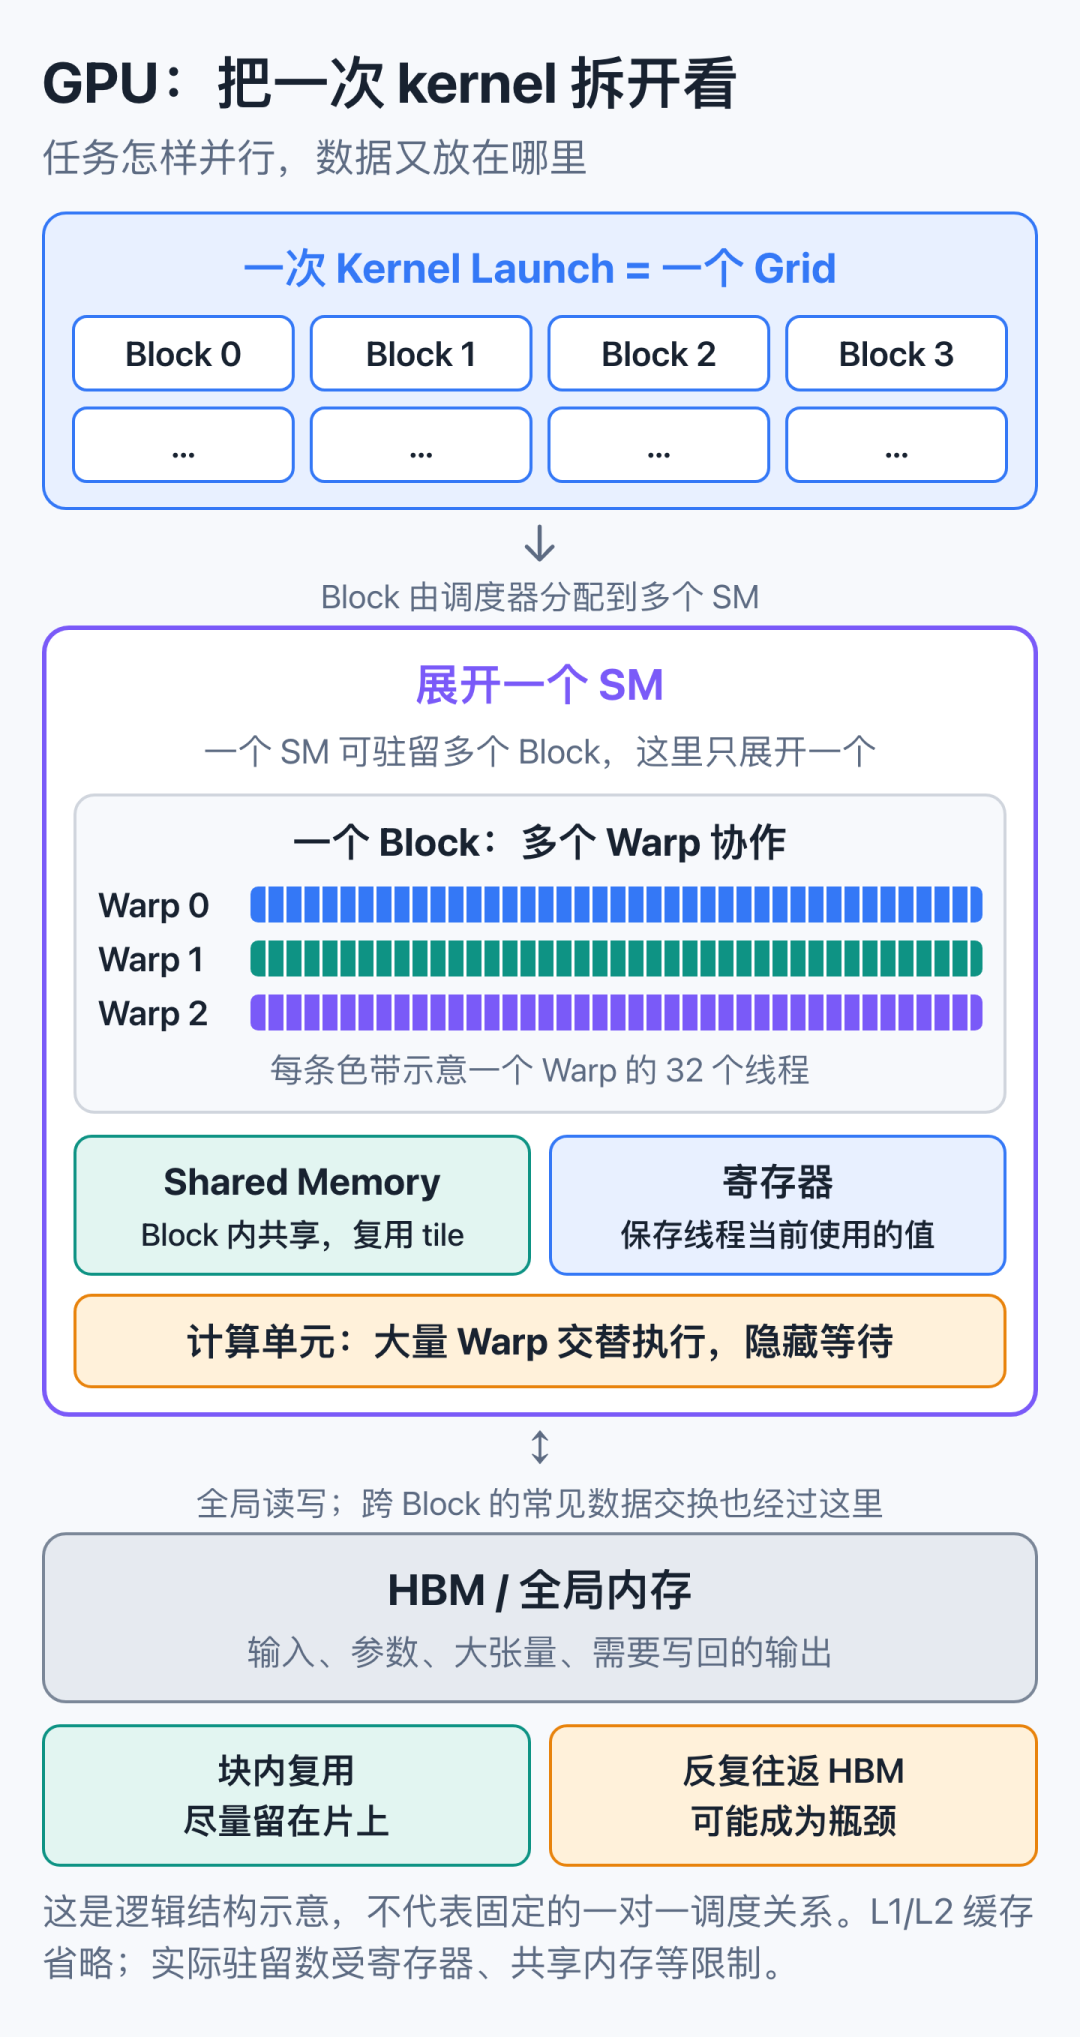 GPU：把一次 kernel 拆开看
任务怎样并行，数据又放在哪里
一次 Kernel Launch = 一个 Grid
Block 0
Block 1
Block 2
Block 3
...
...
...
...
Block 由调度器分配到多个 SM
展开一个 SM
一个 SM 可驻留多个 Block，这里只展开一个
一个 Block：多个 Warp 协作
Warp 0
Warp 1
Warp 2
每条色带示意一个 Warp 的 32 个线程
Shared Memory
Block 内共享，复用 tile
寄存器
保存线程当前使用的值
计算单元：大量 Warp 交替执行，隐藏等待
全局读写；跨 Block 的常见数据交换也经过这里
HBM / 全局内存
输入、参数、大张量、需要写回的输出
块内复用
尽量留在片上
反复往返 HBM
可能成为瓶颈
这是逻辑结构示意，不代表固定的一对一调度关系。L1/L2 缓存
省略；实际驻留数受寄存器、共享内存等限制。